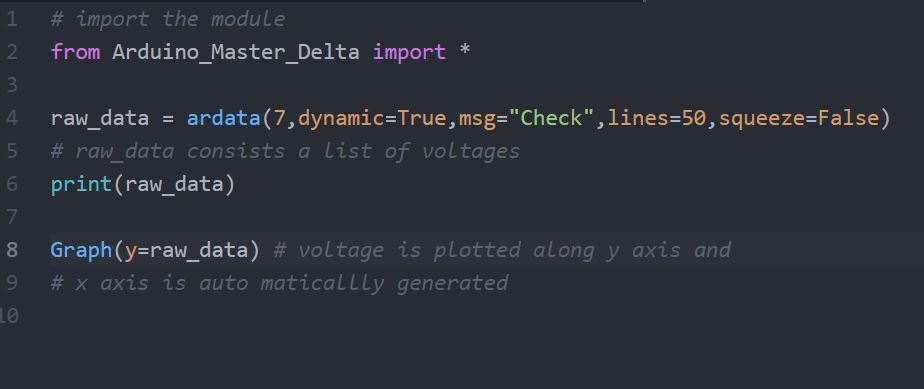 1 # import the module
2 from Arduino_Master_Delta import *
3
4 raw_data = ardata(7,dynamic=True,msg="Check",lines=50,squeeze=False)
5 # raw_data consists a list of voltages
6 print(raw_data)
7
8 Graph(y=raw_data) # voltage is plotted along y axis and
9 # x axis is auto maticallly generated
10